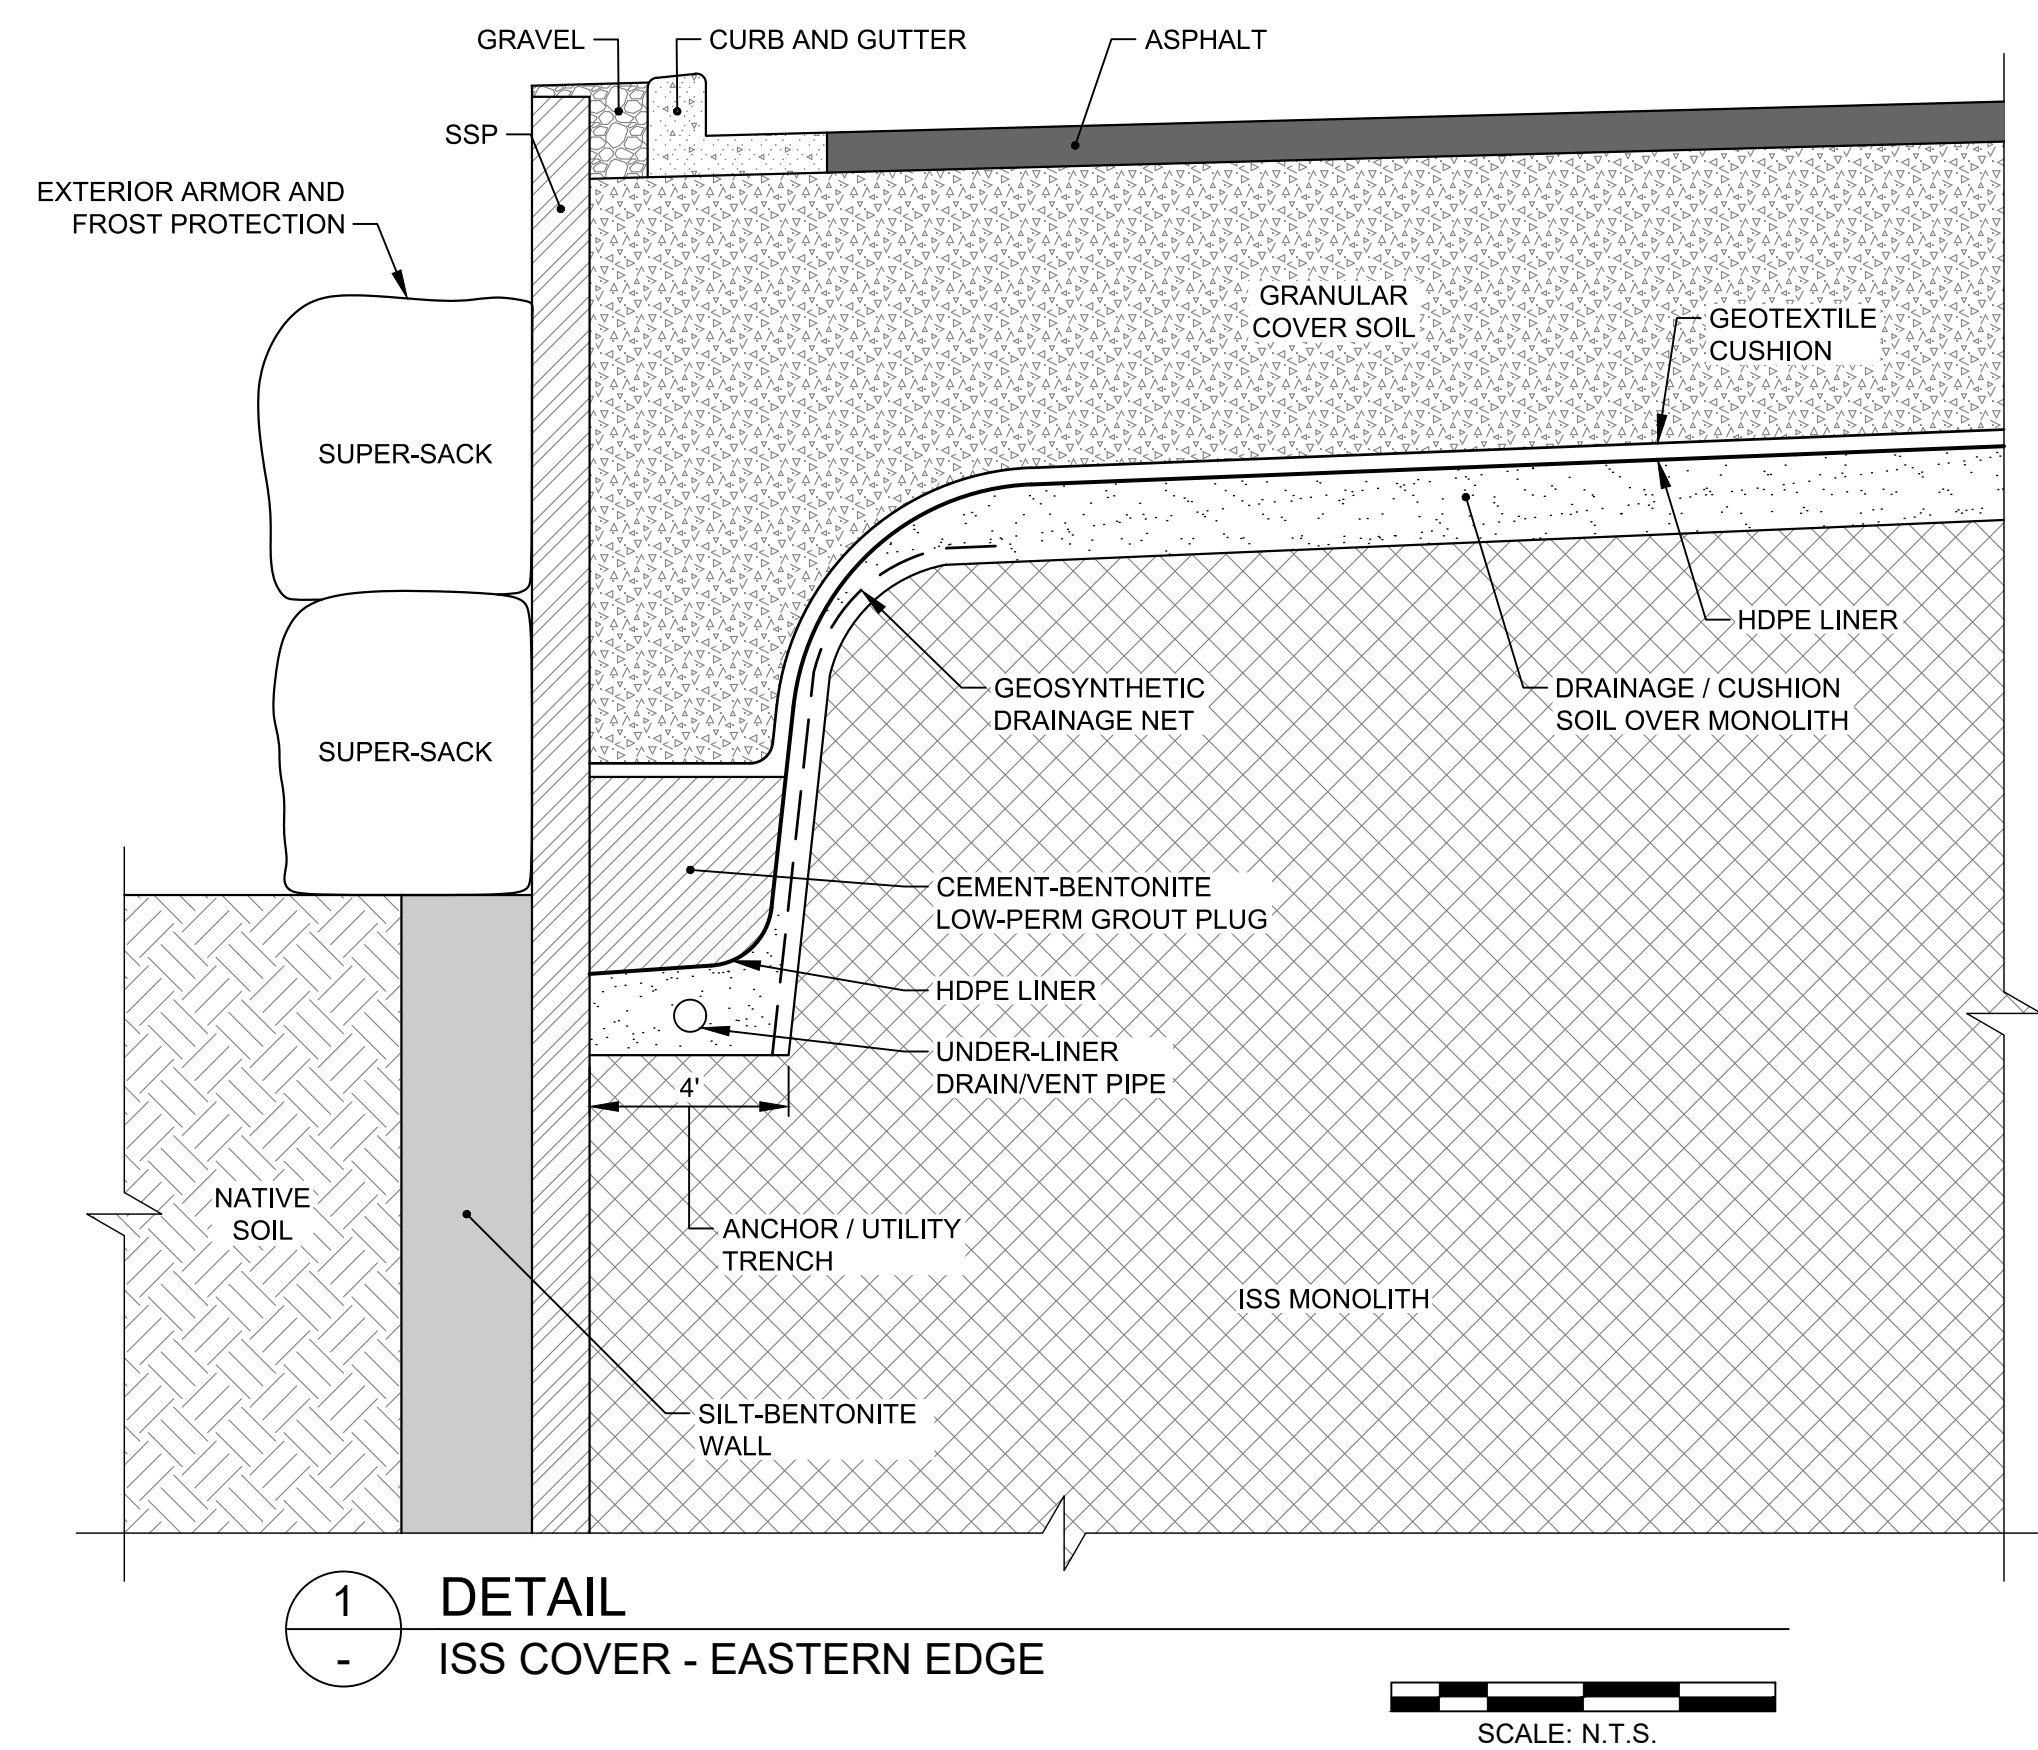 GRAVEL
CURB AND GUTTER
ASPHALT
SSP
EXTERIOR ARMOR AND
FROST PROTECTION
GRANULAR
COVER SOIL
GEOTEXTILE
CUSHION
SUPER-SACK
HDPE LINER
GEOSYNTHETIC
DRAINAGE NET
DRAINAGE / CUSHION
SOIL OVER MONOLITH
SUPER-SACK
CEMENT-BENTONITE
LOW-PERM GROUT PLUG
HDPE LINER
UNDER-LINER
DRAIN/VENT PIPE
4'
NATIVE
SOIL
ANCHOR / UTILITY
TRENCH
ISS MONOLITH
SILT-BENTONITE
WALL
1
DETAIL
-
ISS COVER - EASTERN EDGE
SCALE: N.T.S.